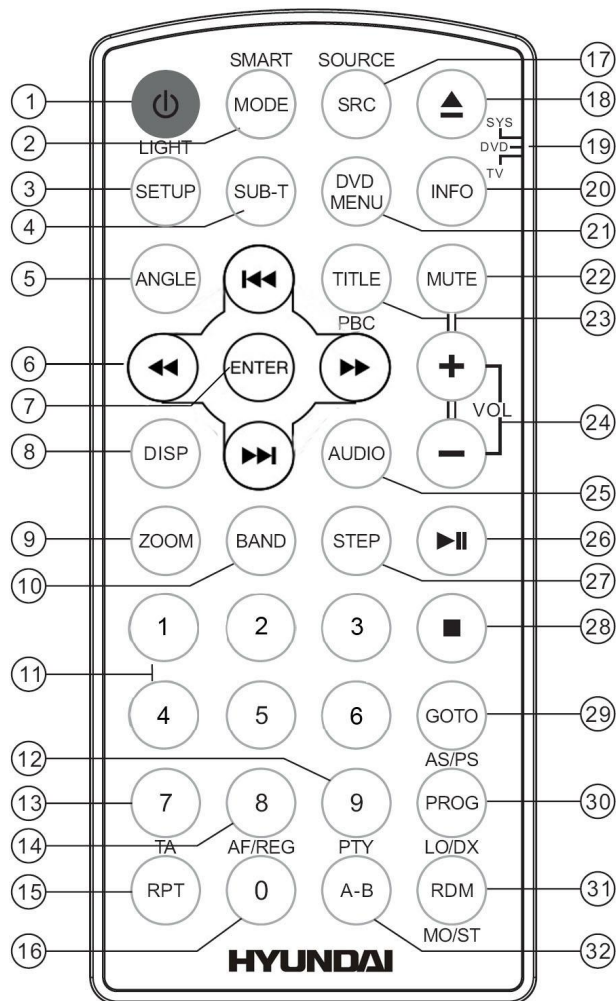 SMART SOURCE 17
1 MODE SRC 18
2 LIGHT SYS
DVD 19
TV
3 SETUP SUB-T DVD MENU INFO 20
4 21
5 ANGLE TITLE MUTE 22
PBC 23
6 ENTER
7 VOL 24
8 DISP AUDIO
25
9 ZOOM BAND STEP 26
10 27
1 2 3 28
11
4 5 6 GOTO 29
12 AS/PS
13 7 8 9 PROG 30
14 TA AF/REG PTY LO/DX
15 RPT 0 A-B RDM 31
16 MO/ST 32
HYUNDAI